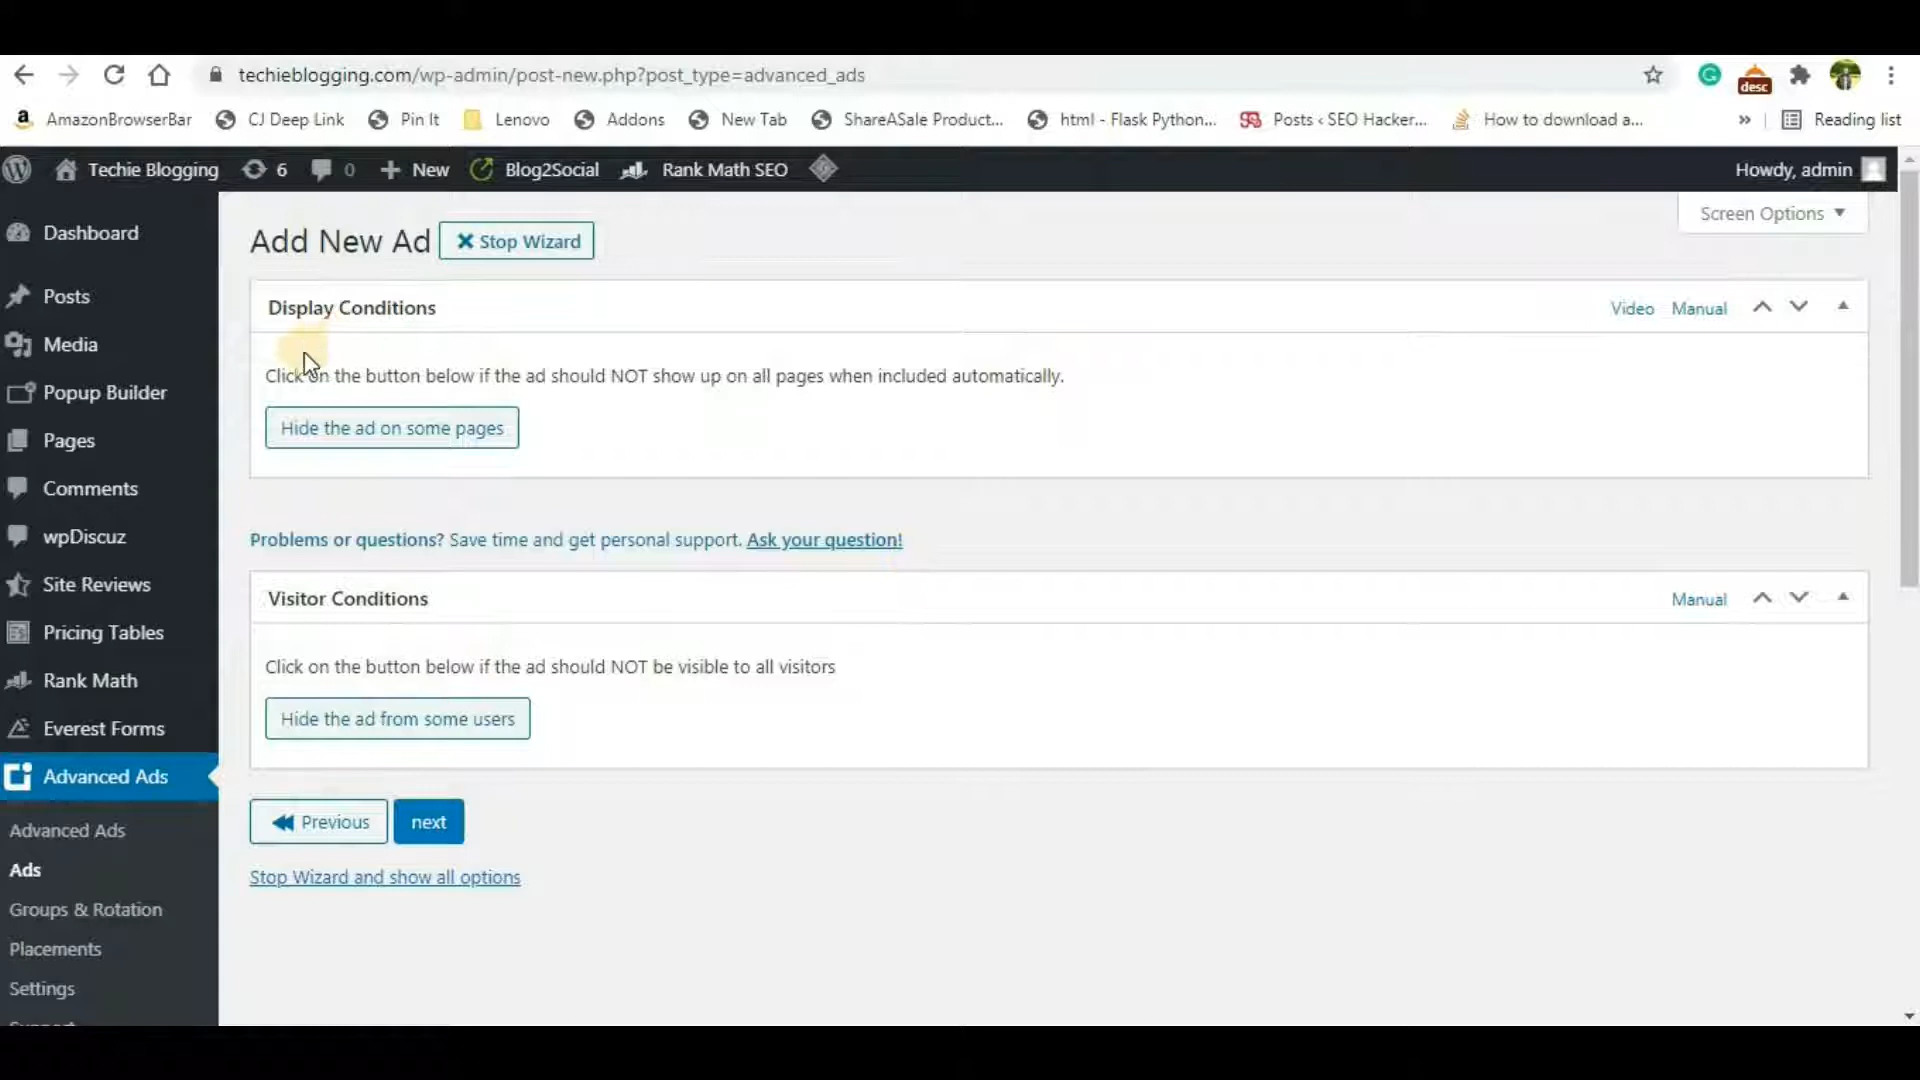 techieblogging.com/wp-admin/post-new.php?post_type=advanced_ads
desc
AmazonBrowserBar CJ Deep Link Pin It Lenovo Addons New Tab ShareASale Product... html - Flask Python... Posts ‹ SEO Hacker... How to download a... » Reading list
Techie Blogging 6 0 New Blog2Social Rank Math SEO Howdy, admin
Screen Options
Dashboard
Posts
Media
Popup Builder
Pages
Comments
wpDiscuz
Site Reviews
Pricing Tables
Rank Math
Everest Forms
Advanced Ads
Advanced Ads
Ads
Groups & Rotation
Placements
Settings
Add New Ad Stop Wizard
Display Conditions Video Manual
Click on the button below if the ad should NOT show up on all pages when included automatically.
Hide the ad on some pages
Problems or questions? Save time and get personal support. Ask your question!
Visitor Conditions Manual
Click on the button below if the ad should NOT be visible to all visitors
Hide the ad from some users
Previous next
Stop Wizard and show all options